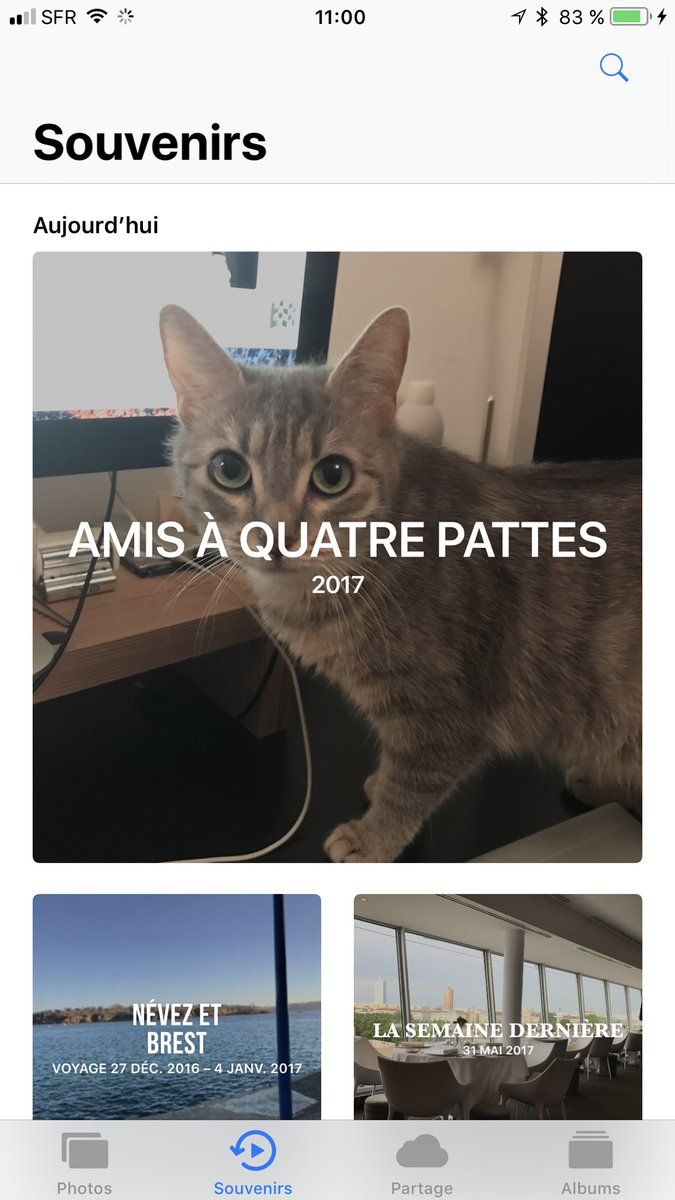 SFR 11:00 83 %
Souvenirs
Aujourd’hui
AMIS À QUATRE PATTES
2017
NÉVEZ ET
BREST
VOYAGE 27 DÉC. 2016 – 4 JANV. 2017
LA SEMAINE DERNIÈRE
31 MAI 2017
Photos Souvenirs Partage Albums